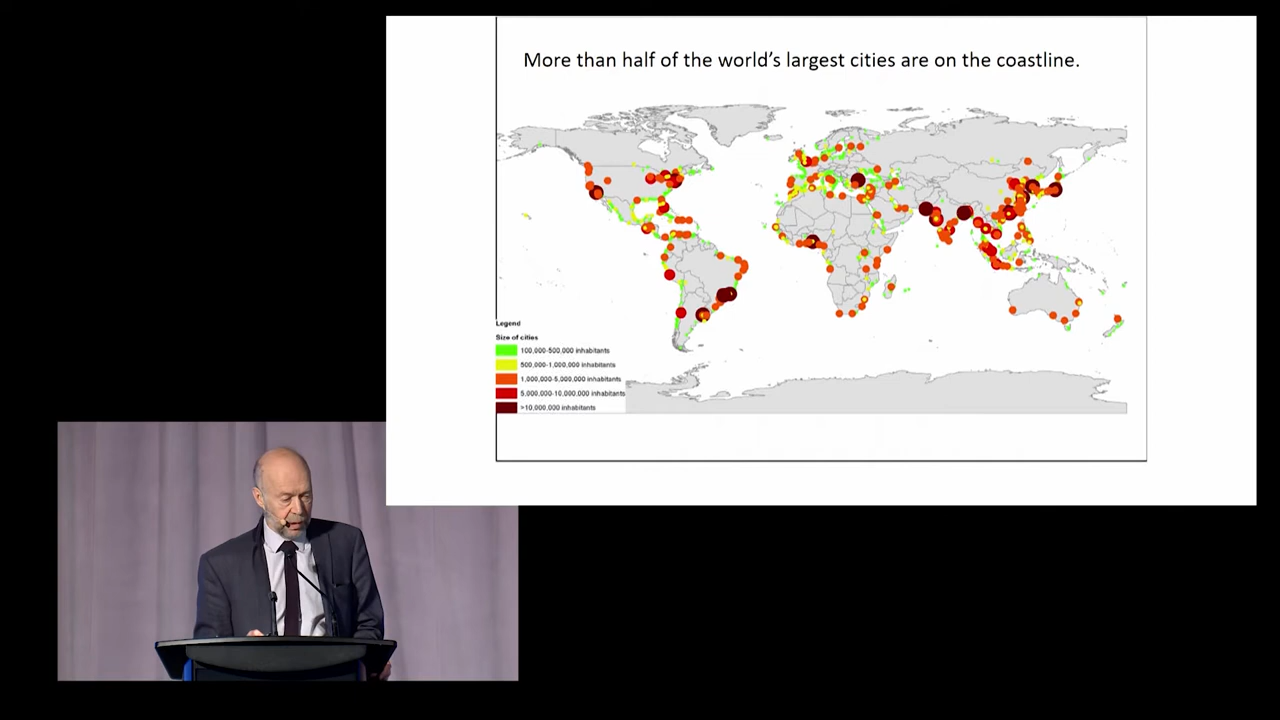 More than half of the world's largest cities are on the coastline.
Legend
Size of cities
100,000-500,000 inhabitants
500,000-1,000,000 inhabitants
1,000,000-5,000,000 inhabitants
5,000,000-10,000,000 inhabitants
>10,000,000 inhabitants